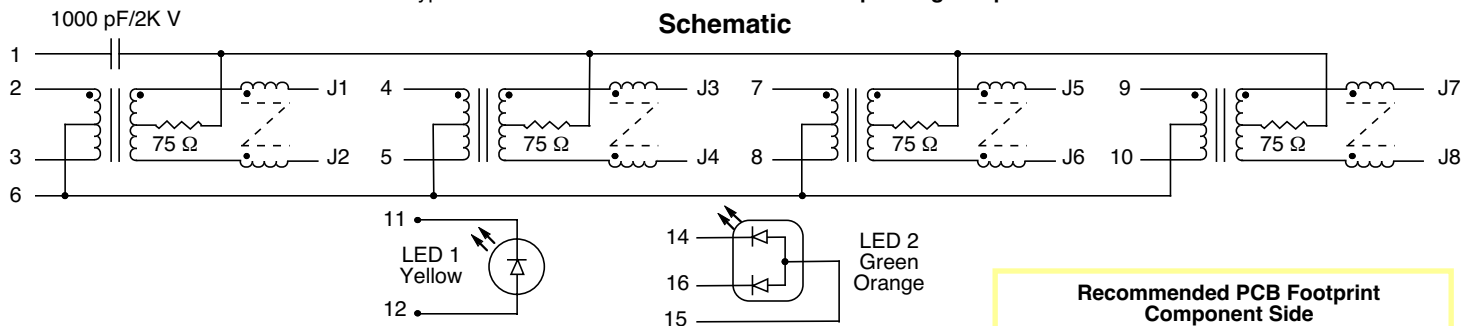 Schematic
1000 pF/2K V
1
2 J1 4 J3 7 J5 9 J7
75 Ω 75 Ω 75 Ω 75 Ω
3 J2 5 J4 8 J6 10 J8
6
11
LED 1
Yellow
12
14
16
15
LED 2
Green
Orange
Recommended PCB Footprint
Component Side